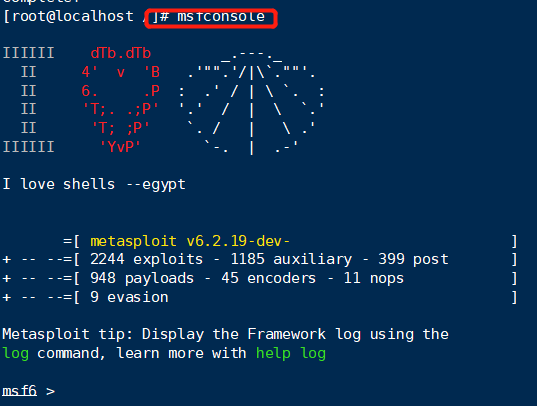 complete!
[root@localhost /]# msfconsole
IIIIII    dTb.dTb        _.---._
  II     4'  v  'B   .'"".'/|\`.""'.
  II     6.     .P  :  .' / | \ `.  :
  II     'T;. .;P'  '.'  /  |  \  `.'
  II      'T; ;P'    `. /   |   \ .'
IIIIII     'YvP'       `-.__|__.-'
I love shells --egypt
       =[ metasploit v6.2.19-dev-                         ]
+ -- --=[ 2244 exploits - 1185 auxiliary - 399 post       ]
+ -- --=[ 948 payloads - 45 encoders - 11 nops            ]
+ -- --=[ 9 evasion                                       ]
Metasploit tip: Display the Framework log using the
log command, learn more with help log
msf6 >